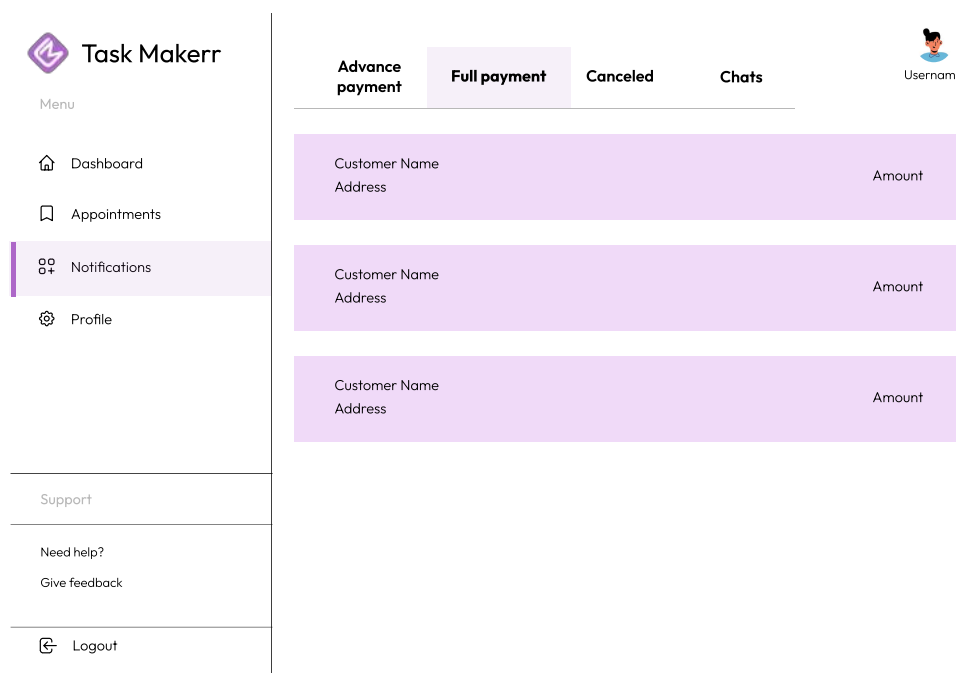 Task Makerr
Menu
Dashboard
Appointments
Notifications
Profile
Support
Need help?
Give feedback
Logout
Advance
payment
Full payment
Canceled
Chats
Usernam
Customer Name
Address
Amount
Customer Name
Address
Amount
Customer Name
Address
Amount